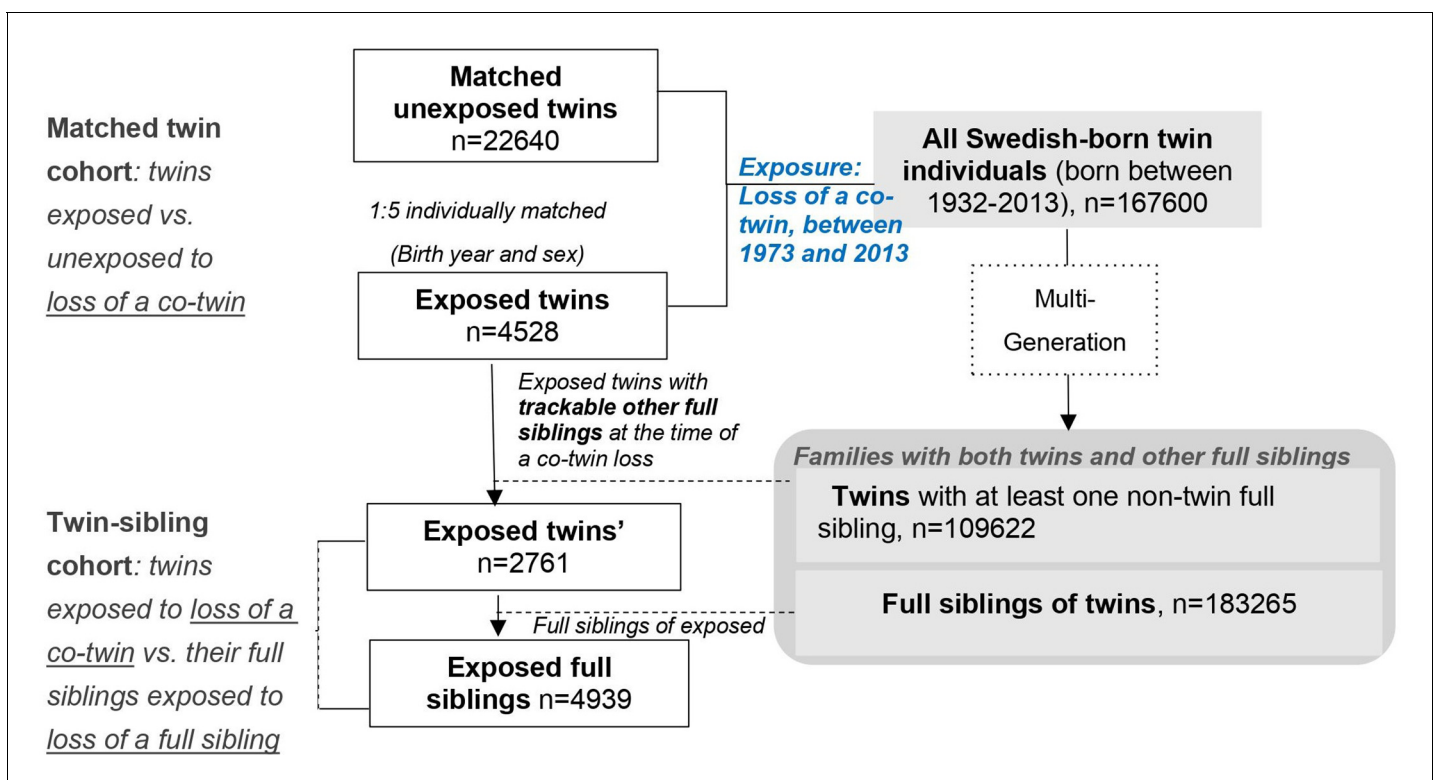 Matched
unexposed twins
n=22640
Matched twin
cohort: twins
exposed vs.
unexposed to
loss of a co-twin
1:5 individually matched
(Birth year and sex)
Exposure:
Loss of a co-
twin, between
1973 and 2013
All Swedish-born twin
individuals (born between
1932-2013), n=167600
Exposed twins
n=4528
Multi-
Generation
Exposed twins with
trackable other full
siblings at the time of
a co-twin loss
Families with both twins and other full siblings
Twins with at least one non-twin full
sibling, n=109622
Twin-sibling
cohort: twins
exposed to loss of a
co-twin vs. their full
siblings exposed to
loss of a full sibling
Exposed twins’
n=2761
Full siblings of twins, n=183265
Full siblings of exposed
Exposed full
siblings n=4939